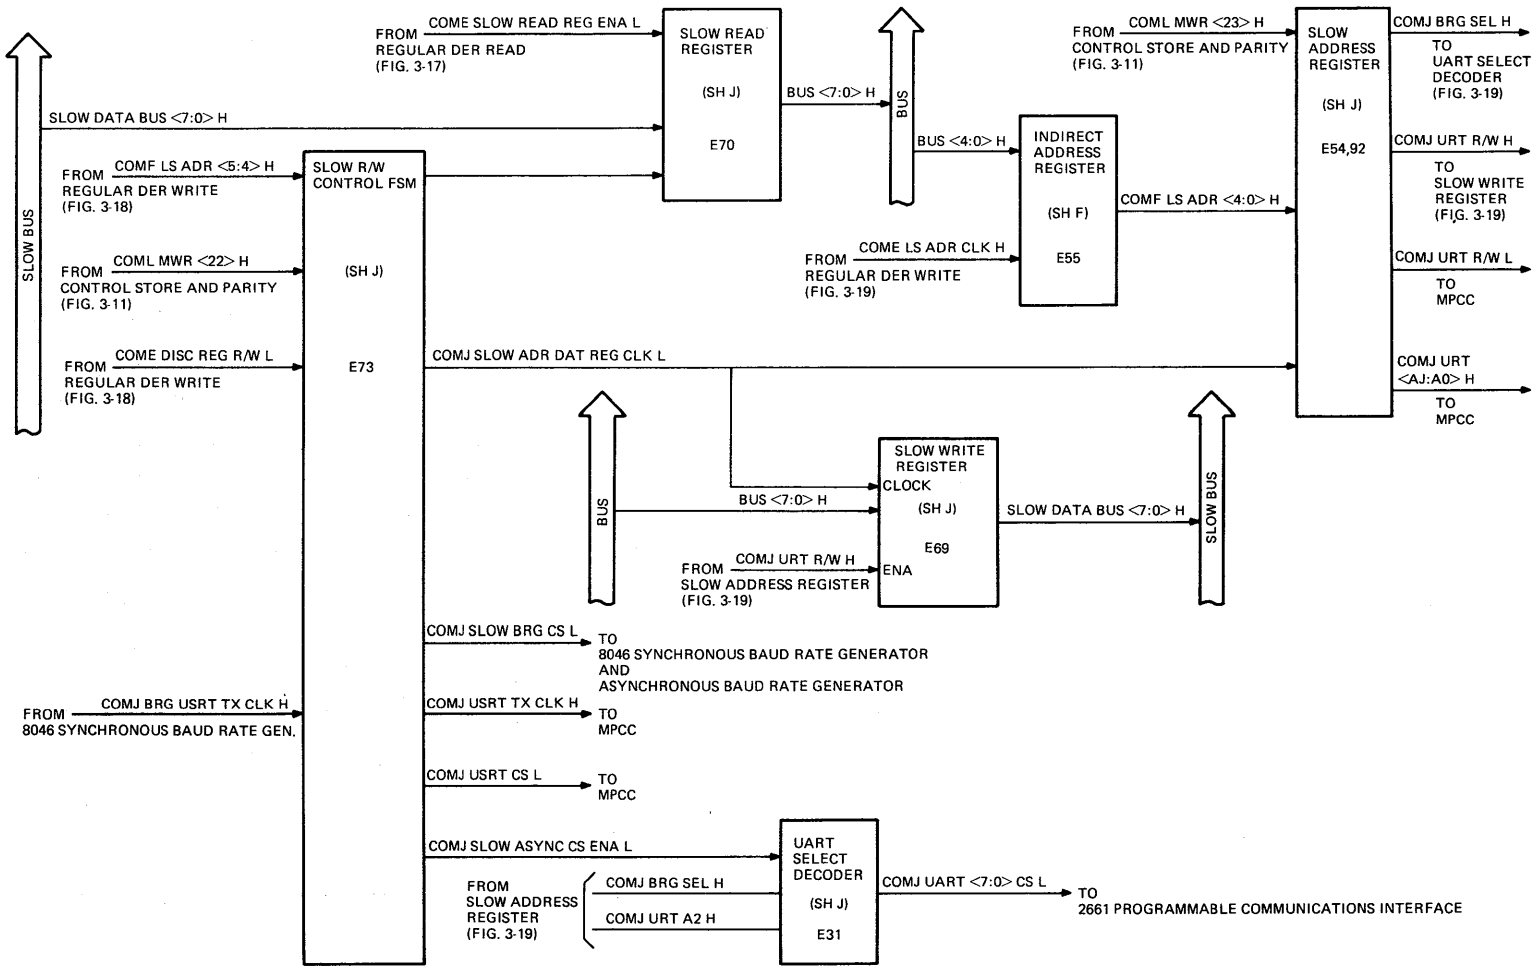 COME SLOW READ REG ENA L
FROM
REGULAR DER READ
(FIG. 3-17)
SLOW READ
REGISTER
(SH J)
E70
BUS <7:0> H
BUS
COML MWR <23> H
FROM
CONTROL STORE AND PARITY
(FIG. 3-11)
SLOW
ADDRESS
REGISTER
(SH J)
E54,92
COMJ BRG SEL H
TO
UART SELECT
DECODER
(FIG. 3-19)
SLOW DATA BUS <7:0> H
SLOW BUS
BUS <4:0> H
INDIRECT
ADDRESS
REGISTER
(SH F)
E55
COMF LS ADR <4:0> H
COMJ URT R/W H
TO
SLOW WRITE
REGISTER
(FIG. 3-19)
COME LS ADR CLK H
FROM
REGULAR DER WRITE
(FIG. 3-19)
COMJ URT R/W L
TO
MPCC
COMJ URT
<AJ:A0> H
TO
MPCC
COMF LS ADR <5:4> H
FROM
REGULAR DER WRITE
(FIG. 3-18)
COML MWR <22> H
FROM
CONTROL STORE AND PARITY
(FIG. 3-11)
COME DISC REG R/W L
FROM
REGULAR DER WRITE
(FIG. 3-18)
SLOW R/W
CONTROL FSM
(SH J)
E73
COMJ SLOW ADR DAT REG CLK L
BUS
BUS <7:0> H
SLOW WRITE
REGISTER
CLOCK
(SH J)
E69
ENA
COMJ URT R/W H
FROM
SLOW ADDRESS REGISTER
(FIG. 3-19)
SLOW DATA BUS <7:0> H
SLOW BUS
COMJ SLOW BRG CS L
TO
8046 SYNCHRONOUS BAUD RATE GENERATOR
AND
ASYNCHRONOUS BAUD RATE GENERATOR
COMJ BRG USRT TX CLK H
FROM
8046 SYNCHRONOUS BAUD RATE GEN.
COMJ USRT TX CLK H
TO
MPCC
COMJ USRT CS L
TO
MPCC
COMJ SLOW ASYNC CS ENA L
FROM
SLOW ADDRESS
REGISTER
(FIG. 3-19)
COMJ BRG SEL H
COMJ URT A2 H
UART
SELECT
DECODER
(SH J)
E31
COMJ UART <7:0> CS L
TO
2661 PROGRAMMABLE COMMUNICATIONS INTERFACE